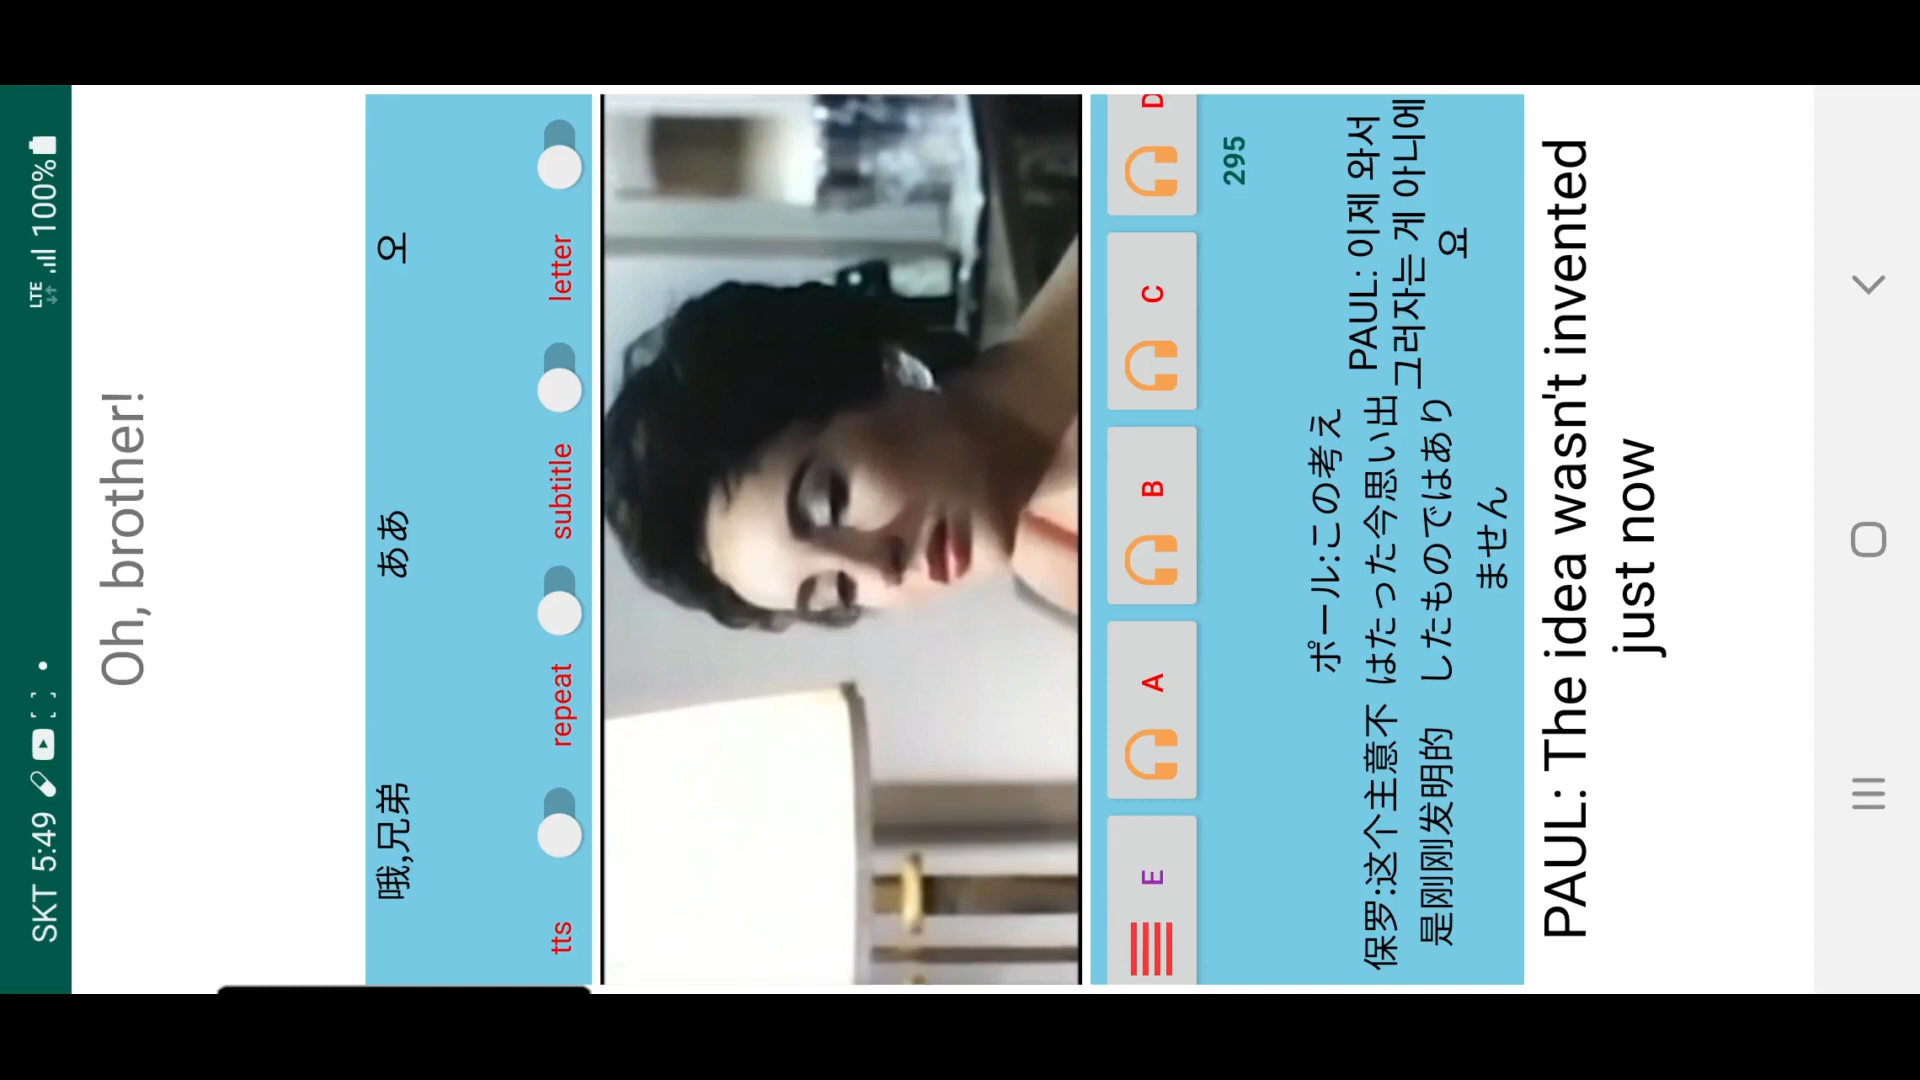 SKT 5:49 LTE 100%
Oh, brother!
哦,兄弟 ああ 오
tts repeat subtitle letter
E A B C D
295
保罗:这个主意不
是刚刚发明的
ポール:この考え
はたった今思い出
したものではあり
ません
PAUL: 이제 와서
그러자는 게 아니에
요
PAUL: The idea wasn't invented
just now